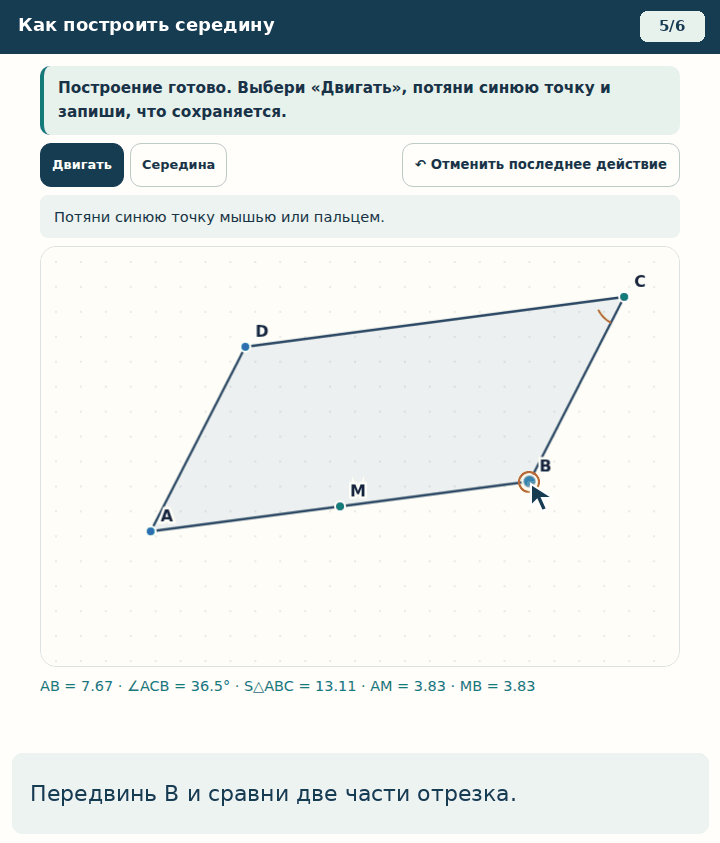 Как построить середину
5/6
Построение готово. Выбери «Двигать», потяни синюю точку и
запиши, что сохраняется.
Двигать
Середина
↶ Отменить последнее действие
Потяни синюю точку мышью или пальцем.
C
D
B
M
A
AB = 7.67 · ∠ACB = 36.5° · S△ABC = 13.11 · AM = 3.83 · MB = 3.83
Передвинь B и сравни две части отрезка.